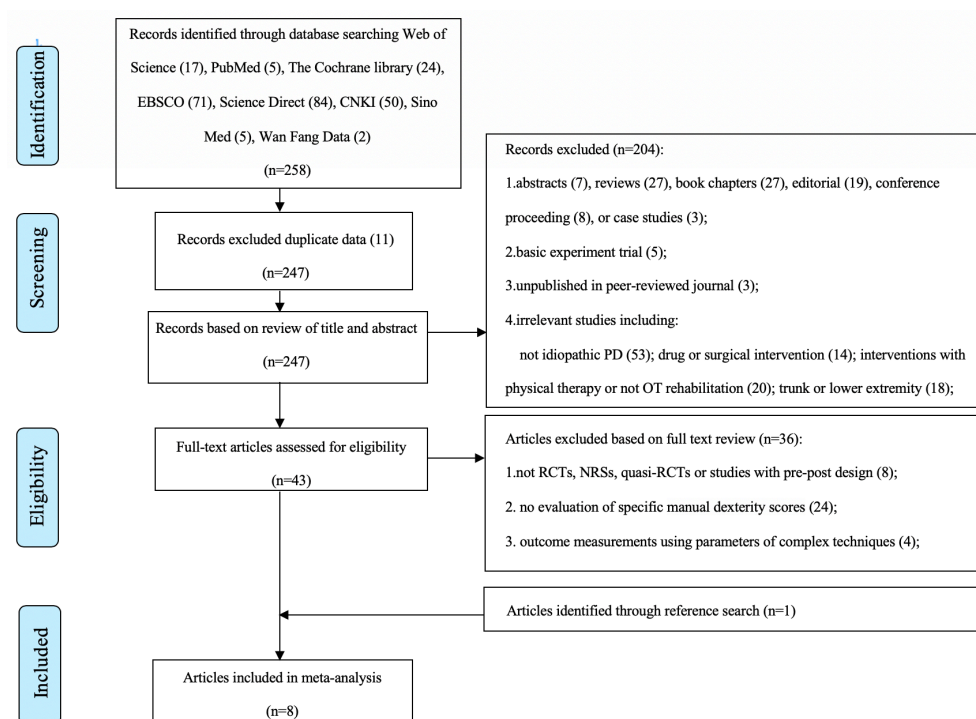 Identification
Records identified through database searching Web of
Science (17), PubMed (5), The Cochrane library (24),
EBSCO (71), Science Direct (84), CNKI (50), Sino
Med (5), Wan Fang Data (2)
(n=258)
Screening
Records excluded duplicate data (11)
(n=247)
Records based on review of title and abstract
(n=247)
Records excluded (n=204):
1.abstracts (7), reviews (27), book chapters (27), editorial (19), conference
proceeding (8), or case studies (3);
2.basic experiment trial (5);
3.unpublished in peer-reviewed journal (3);
4.irrelevant studies including:
not idiopathic PD (53); drug or surgical intervention (14); interventions with
physical therapy or not OT rehabilitation (20); trunk or lower extremity (18);
Eligibility
Full-text articles assessed for eligibility
(n=43)
Articles excluded based on full text review (n=36):
1.not RCTs, NRSs, quasi-RCTs or studies with pre-post design (8);
2. no evaluation of specific manual dexterity scores (24);
3. outcome measurements using parameters of complex techniques (4);
Articles identified through reference search (n=1)
Included
Articles included in meta-analysis
(n=8)